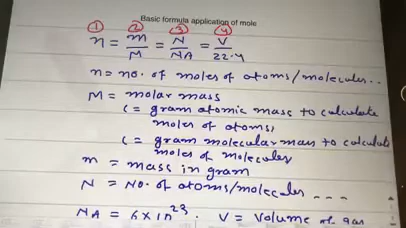 Basic formula application of mole
① ② ③ ④
n = m/M = N/NA = V/22.4
n = no. of moles of atoms/molecules..
M = molar mass
(= gram atomic mass to calculate
moles of atoms,
(= gram molecular mass to calculate
moles of molecules
m = mass in gram
N = No. of atoms/molecules ---
NA = 6×10²³. V = Volume of gas